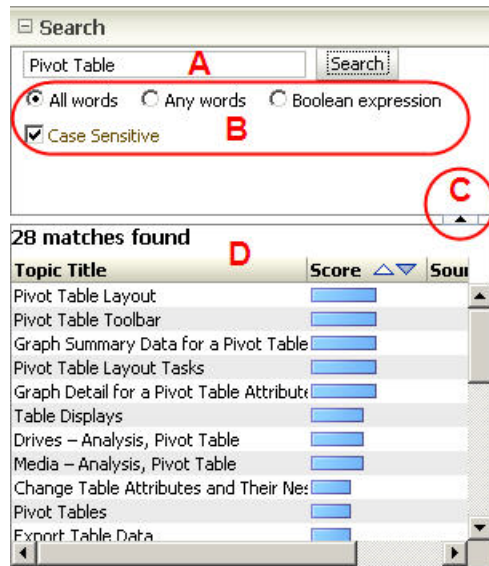 Search
Pivot Table A Search
All words Any words Boolean expression
Case Sensitive B
C
28 matches found
D
Topic Title Score Sour
Pivot Table Layout
Pivot Table Toolbar
Graph Summary Data for a Pivot Table
Pivot Table Layout Tasks
Graph Detail for a Pivot Table Attribute
Table Displays
Drives – Analysis, Pivot Table
Media – Analysis, Pivot Table
Change Table Attributes and Their Nes
Pivot Tables
Export Table Data